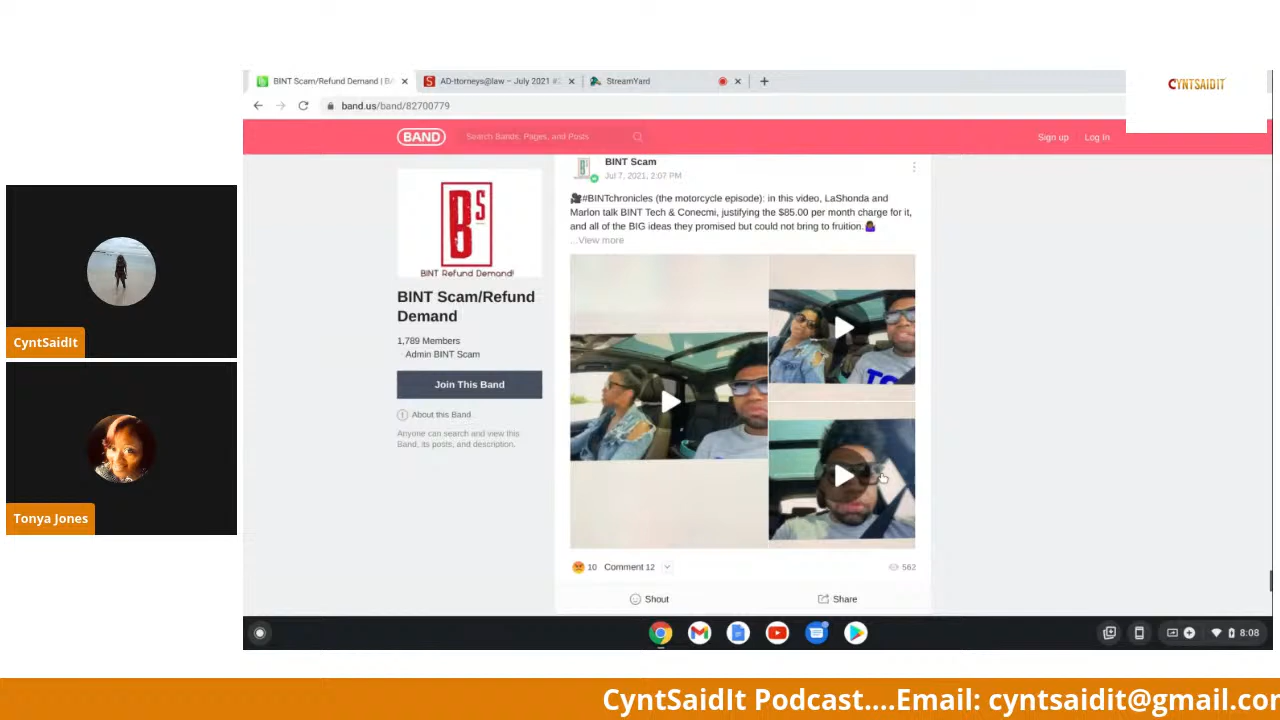 BINT Scam/Refund Demand | B
AD-ttorneys@law – July 2021 #
StreamYard
CYNTSAIDIT
band.us/band/82700779
BAND
Search Bands, Pages, and Posts
Sign up
Log In
BINT Scam
Jul 7, 2021, 2:07 PM
#BINTchronicles (the motorcycle episode): in this video, LaShonda and
Marlon talk BINT Tech & Conecmi, justifying the $85.00 per month charge for it,
and all of the BIG ideas they promised but could not bring to fruition.
...View more
BS
BINT Refund Demand!
BINT Scam/Refund
Demand
1,789 Members
Admin BINT Scam
Join This Band
About this Band
Anyone can search and view this
Band, its posts, and description.
10 Comment 12
562
Shout
Share
8:08
CyntSaidIt
Tonya Jones
CyntSaidIt Podcast....Email: cyntsaidit@gmail.co